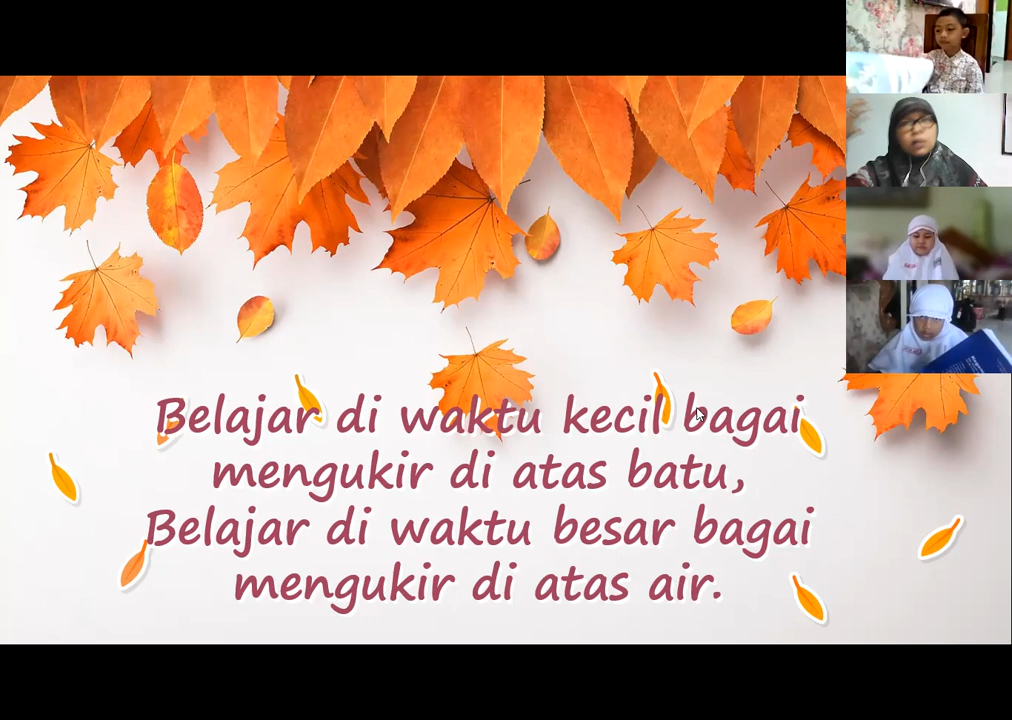 Belajar di waktu kecil bagai
mengukir di atas batu,
Belajar di waktu besar bagai
mengukir di atas air.